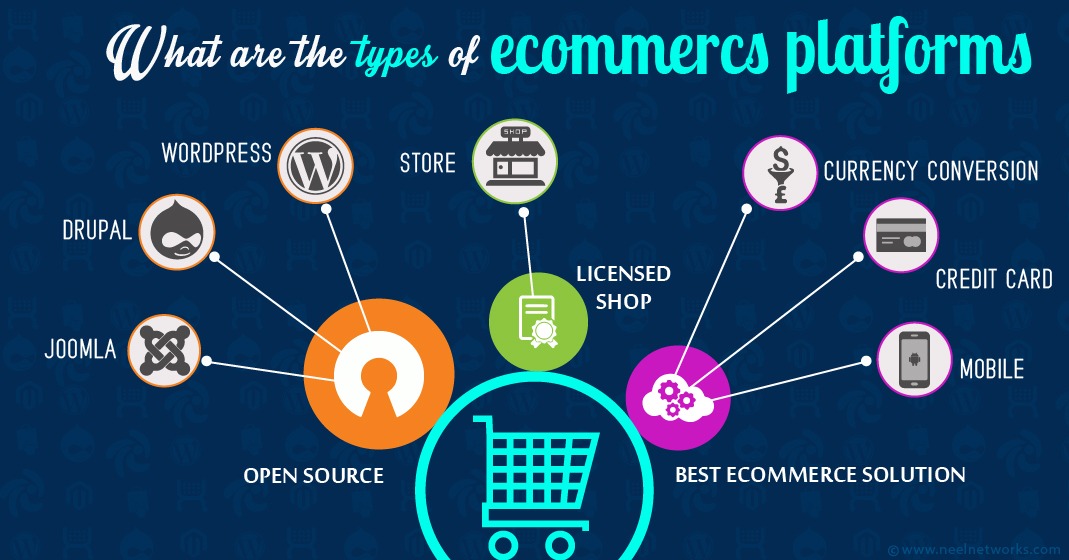 What are the types of ecommercs platforms
WORDPRESS
STORE
SHOP
CURRENCY CONVERSION
DRUPAL
CREDIT CARD
LICENSED
SHOP
JOOMLA
MOBILE
OPEN SOURCE
BEST ECOMMERCE SOLUTION
© www.neelnetworks.com